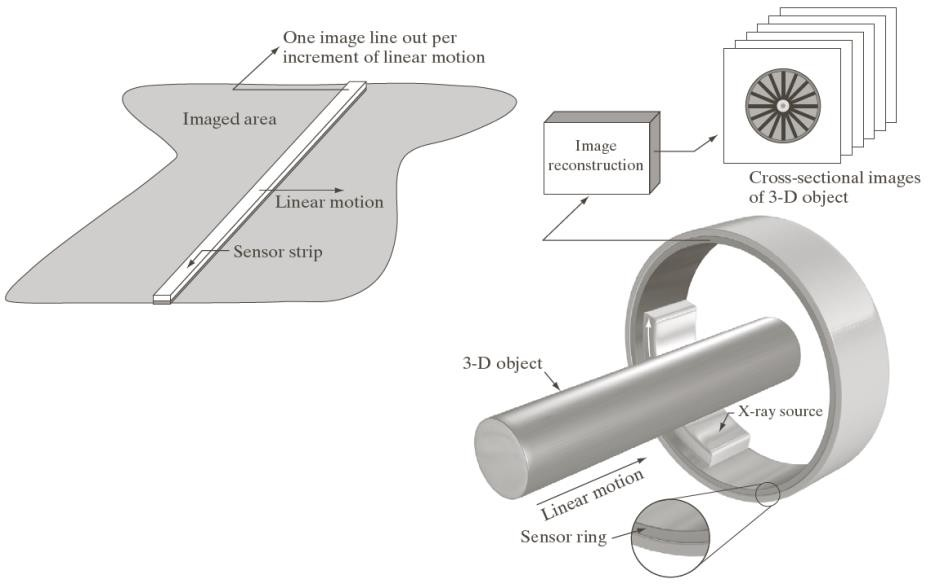 One image line out per
increment of linear motion
Imaged area
Linear motion
Sensor strip
Image
reconstruction
Cross-sectional images
of 3-D object
3-D object
X-ray source
Linear motion
Sensor ring